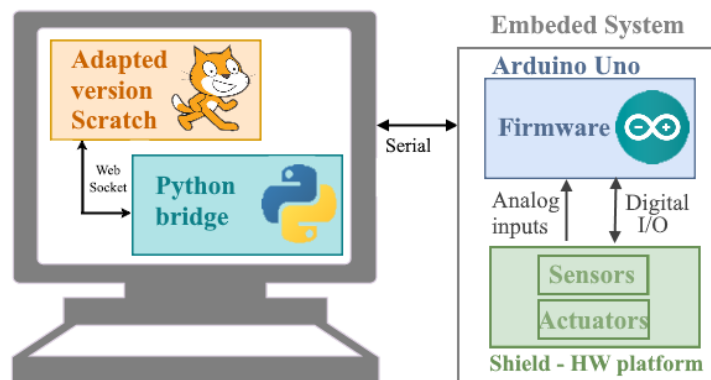 Adapted
version
Scratch
Web
Socket
Python
bridge
Serial
Embeded System
Arduino Uno
Firmware
Analog
inputs
Digital
I/O
Sensors
Actuators
Shield - HW platform